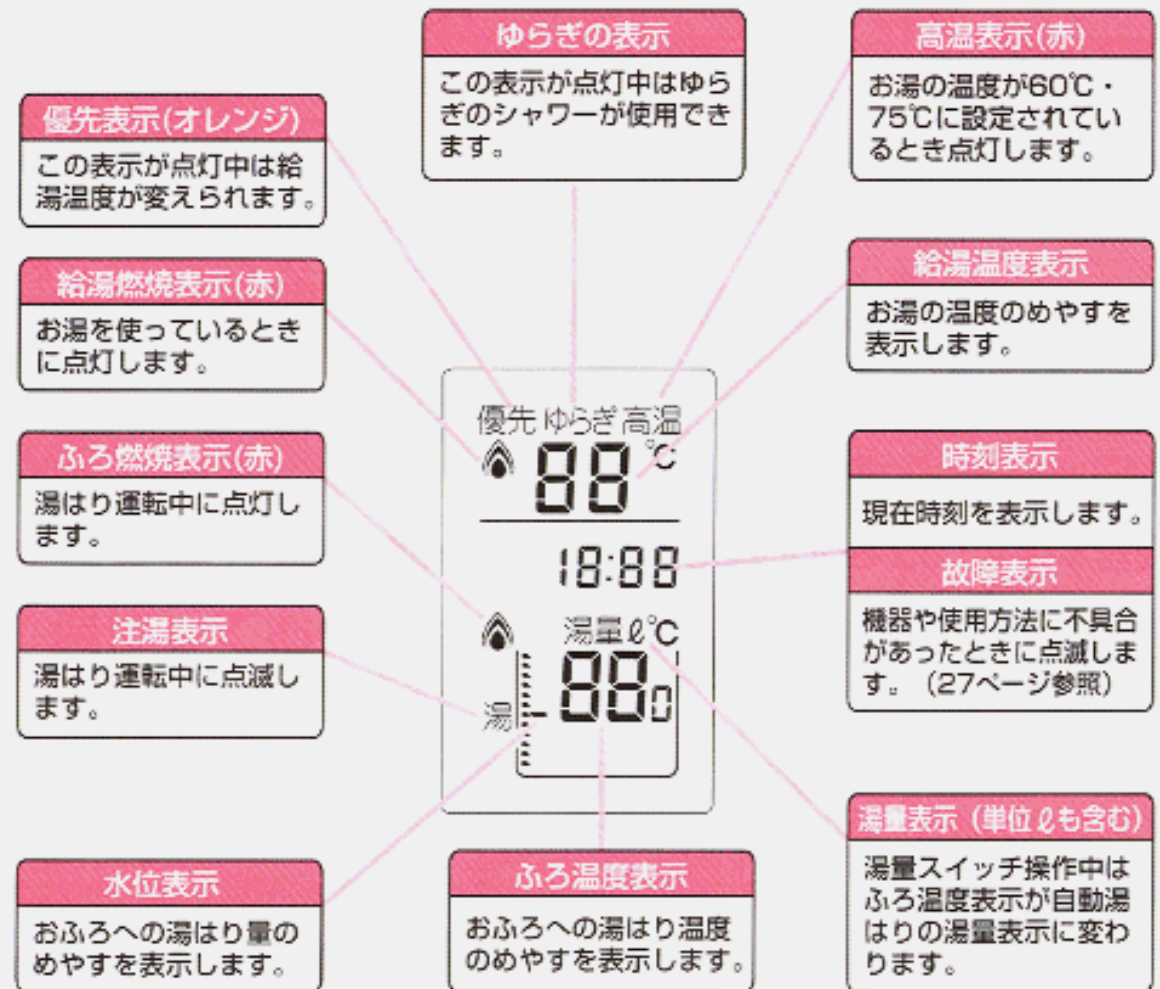 ゆらぎの表示
この表示が点灯中はゆら
ぎのシャワーが使用でき
ます。
高温表示(赤)
お湯の温度が60℃・
75℃に設定されてい
るとき点灯します。
優先表示(オレンジ)
この表示が点灯中は給
湯温度が変えられます。
給湯燃焼表示(赤)
お湯を使っているとき
に点灯します。
給湯温度表示
お湯の温度のめやすを
表示します。
優先 ゆらぎ 高温
88℃
18:88
湯量ℓ℃
880
湯
ふろ燃焼表示(赤)
湯はり運転中に点灯し
ます。
時刻表示
現在時刻を表示します。
故障表示
機器や使用方法に不具合
があったときに点滅しま
す。(27ページ参照)
注湯表示
湯はり運転中に点滅し
ます。
水位表示
おふろへの湯はり量の
めやすを表示します。
ふろ温度表示
おふろへの湯はり温度
のめやすを表示します。
湯量表示(単位ℓも含む)
湯量スイッチ操作中は
ふろ温度表示が自動湯
はりの湯量表示に変わ
ります。